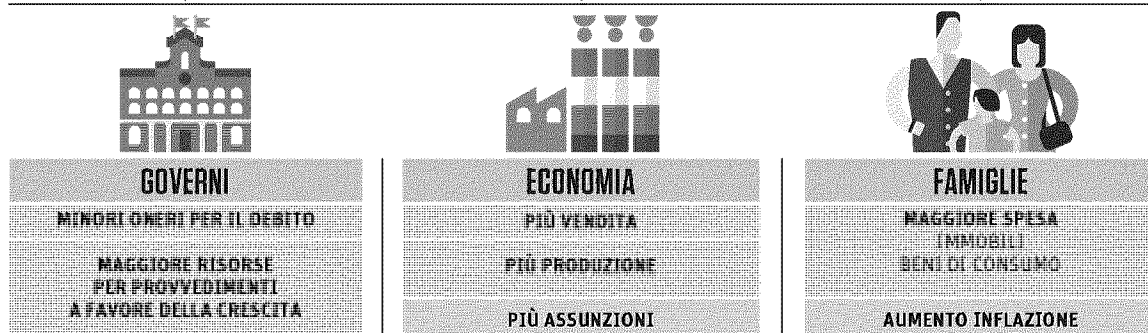 GOVERNI
MINORI ONERI PER IL DEBITO
MAGGIORE RISORSE
PER PROVVEDIMENTI
A FAVORE DELLA CRESCITA
ECONOMIA
PIÙ VENDITA
PIÙ PRODUZIONE
PIÙ ASSUNZIONI
FAMIGLIE
MAGGIORE SPESA
IMMOBILI
BENI DI CONSUMO
AUMENTO INFLAZIONE